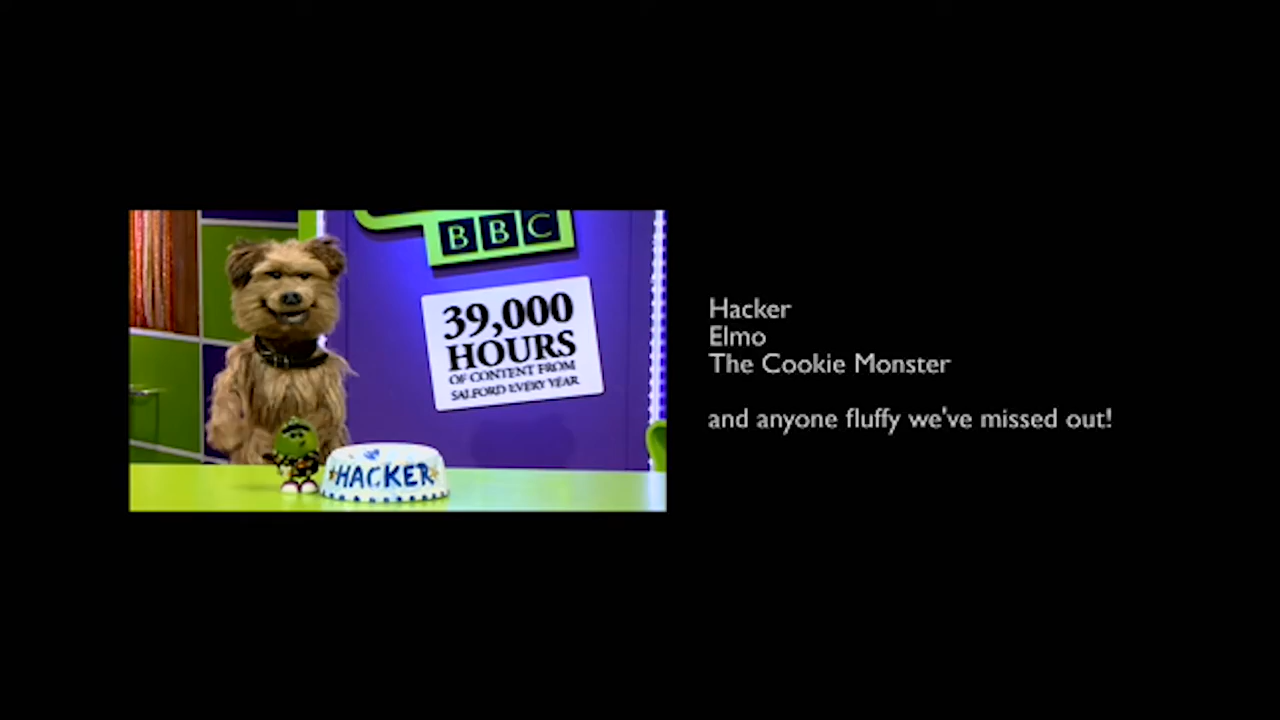 BBC
39,000
HOURS
OF CONTENT FROM
SALFORD EVERY YEAR
HACKER
Hacker
Elmo
The Cookie Monster
and anyone fluffy we've missed out!